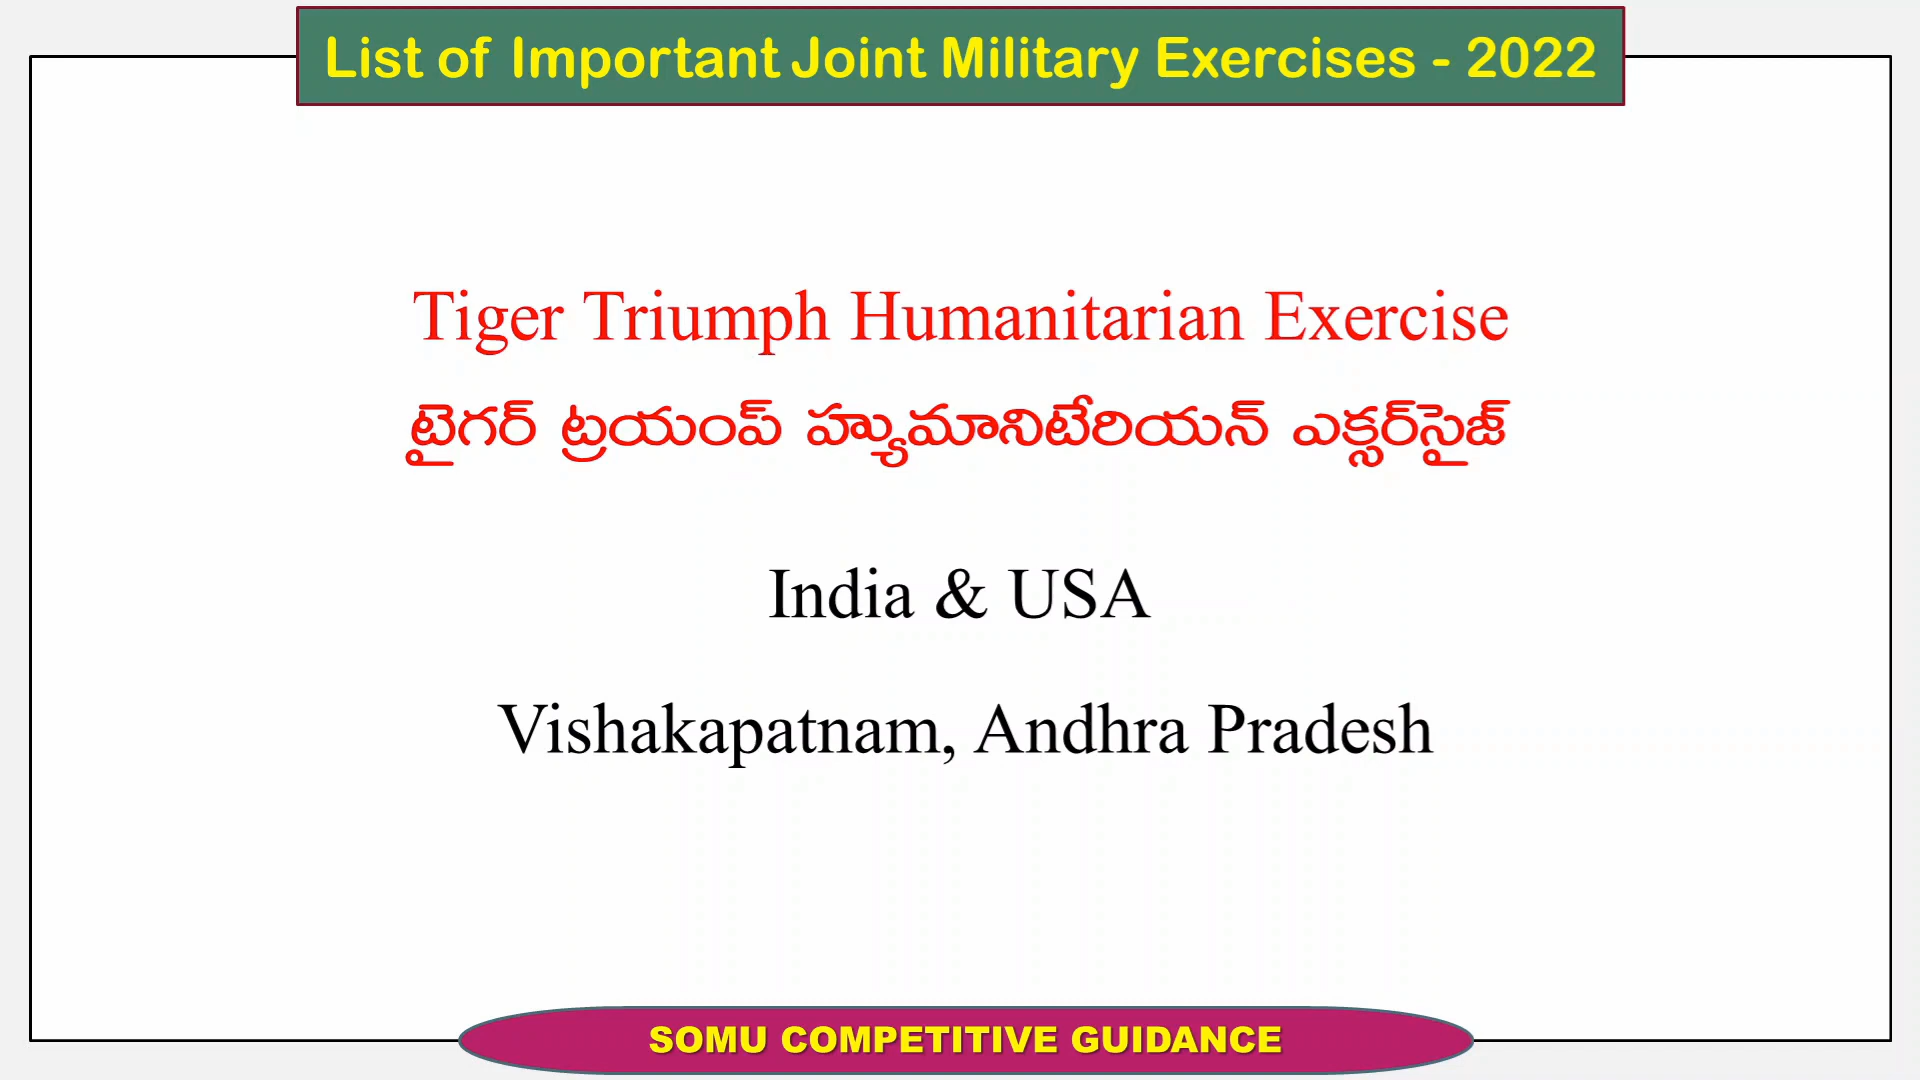 List of Important Joint Military Exercises - 2022
Tiger Triumph Humanitarian Exercise
టైగర్ ట్రయంప్ హ్యుమానిటేరియన్ ఎక్సర్‌సైజ్
India & USA
Vishakapatnam, Andhra Pradesh
SOMU COMPETITIVE GUIDANCE